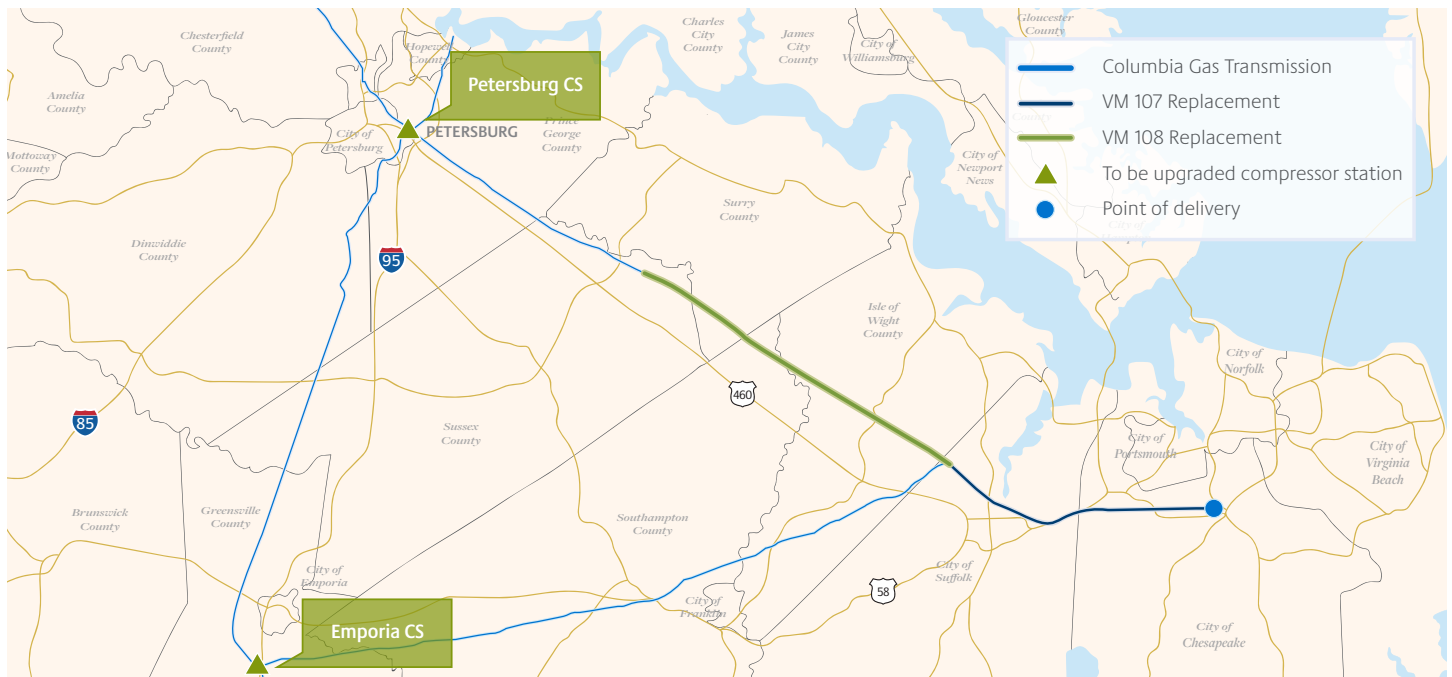 Chesterfield
County
Hopewell
County
Charles
City
County
James
City
County
City of
Williamsburg
Gloucester
County
Amelia
County
Petersburg CS
PETERSBURG
City of
Petersburg
Prince
George
County
Nottoway
County
City of
Newport
News
Columbia Gas Transmission
VM 107 Replacement
VM 108 Replacement
To be upgraded compressor station
Point of delivery
Surry
County
Dinwiddie
County
95
Isle of
Wight
County
City of
Norfolk
460
85
Sussex
County
City of
Portsmouth
City of
Virginia
Beach
Brunswick
County
Greensville
County
Southampton
County
City of
Emporia
City of
Suffolk
58
City of
Franklin
Emporia CS
City of
Chesapeake